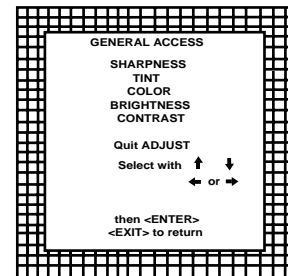 GENERAL ACCESS
SHARPNESS
TINT
COLOR
BRIGHTNESS
CONTRAST
Quit ADJUST
Select with ↑ ↓
← or →
then <ENTER>
<EXIT> to return